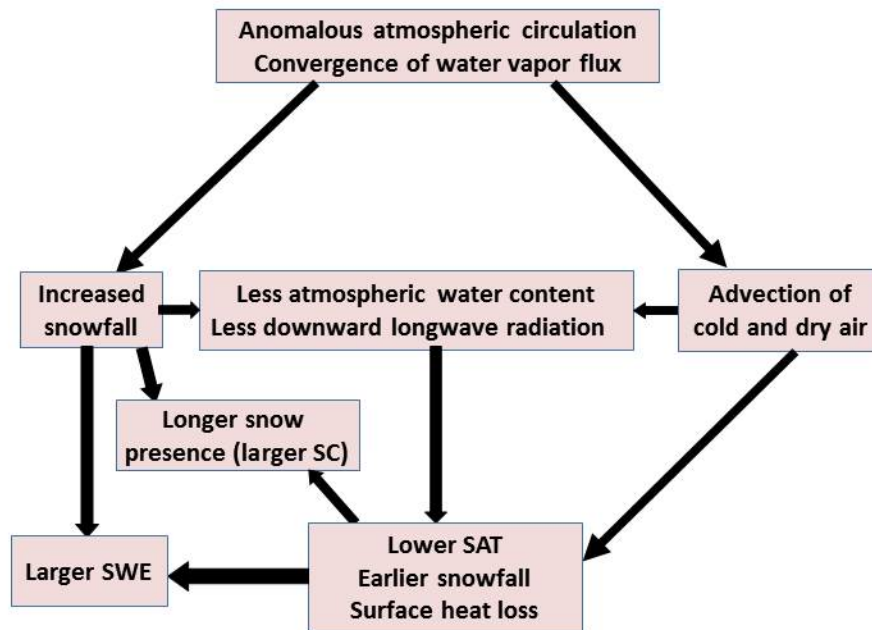 Anomalous atmospheric circulation
Convergence of water vapor flux
Increased
snowfall
Less atmospheric water content
Less downward longwave radiation
Advection of
cold and dry air
Longer snow
presence (larger SC)
Larger SWE
Lower SAT
Earlier snowfall
Surface heat loss